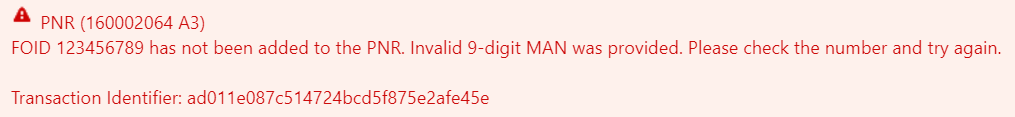 PNR (160002064 A3)
FOID 123456789 has not been added to the PNR. Invalid 9-digit MAN was provided. Please check the number and try again.
Transaction Identifier: ad011e087c514724bcd5f875e2afe45e